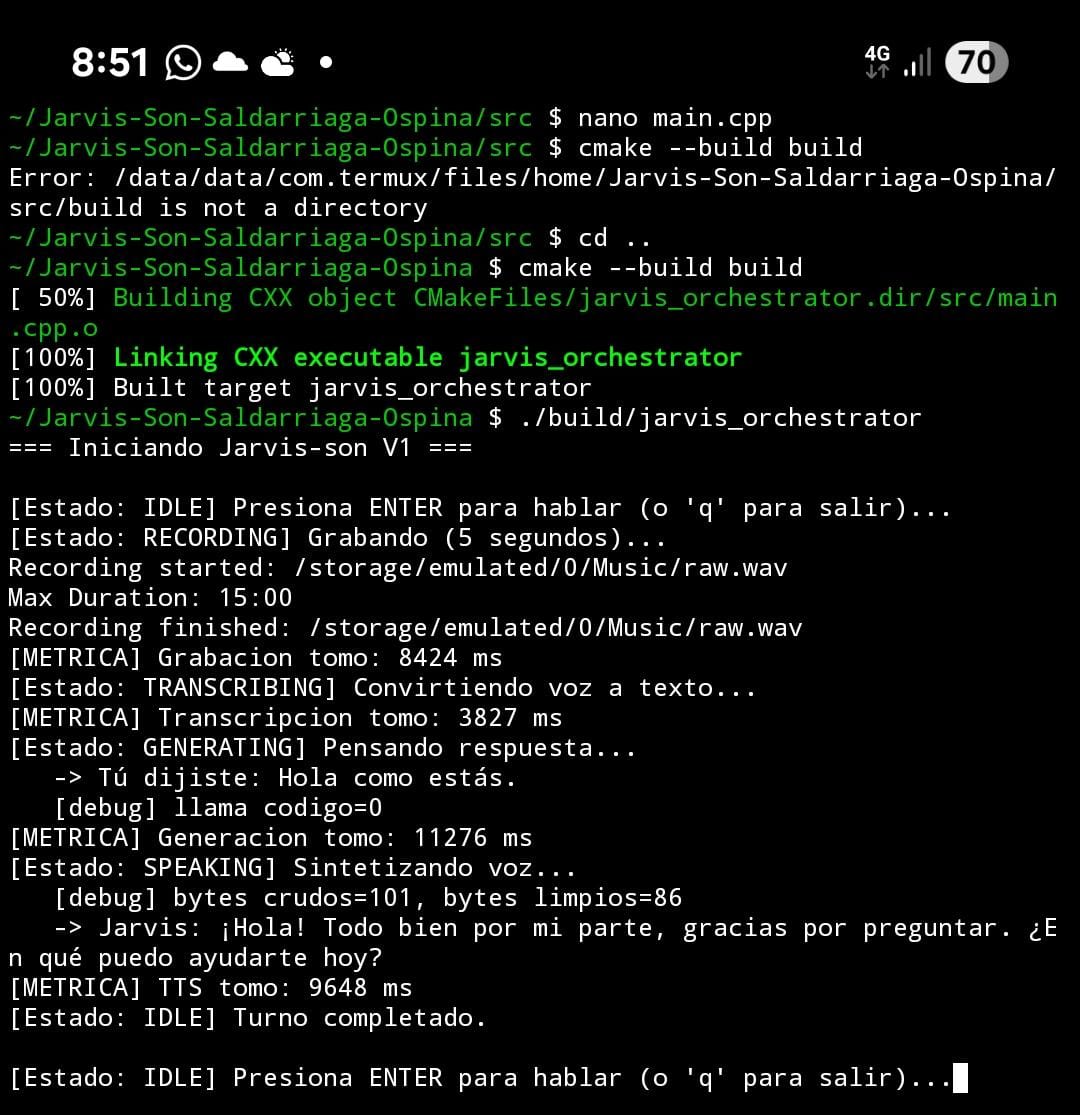 8:51 4G 70
~/Jarvis-Son-Saldarriaga-Ospina/src $ nano main.cpp
~/Jarvis-Son-Saldarriaga-Ospina/src $ cmake --build build
Error: /data/data/com.termux/files/home/Jarvis-Son-Saldarriaga-Ospina/
src/build is not a directory
~/Jarvis-Son-Saldarriaga-Ospina/src $ cd ..
~/Jarvis-Son-Saldarriaga-Ospina $ cmake --build build
[ 50%] Building CXX object CMakeFiles/jarvis_orchestrator.dir/src/main
.cpp.o
[100%] Linking CXX executable jarvis_orchestrator
[100%] Built target jarvis_orchestrator
~/Jarvis-Son-Saldarriaga-Ospina $ ./build/jarvis_orchestrator
=== Iniciando Jarvis-son V1 ===
[Estado: IDLE] Presiona ENTER para hablar (o 'q' para salir)...
[Estado: RECORDING] Grabando (5 segundos)...
Recording started: /storage/emulated/0/Music/raw.wav
Max Duration: 15:00
Recording finished: /storage/emulated/0/Music/raw.wav
[METRICA] Grabacion tomo: 8424 ms
[Estado: TRANSCRIBING] Convirtiendo voz a texto...
[METRICA] Transcripcion tomo: 3827 ms
[Estado: GENERATING] Pensando respuesta...
   -> Tú dijiste: Hola como estás.
   [debug] llama codigo=0
[METRICA] Generacion tomo: 11276 ms
[Estado: SPEAKING] Sintetizando voz...
   [debug] bytes crudos=101, bytes limpios=86
   -> Jarvis: ¡Hola! Todo bien por mi parte, gracias por preguntar. ¿E
n qué puedo ayudarte hoy?
[METRICA] TTS tomo: 9648 ms
[Estado: IDLE] Turno completado.
[Estado: IDLE] Presiona ENTER para hablar (o 'q' para salir)...